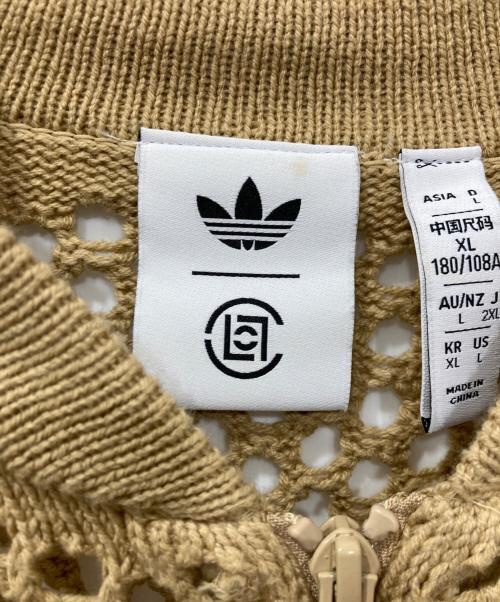 ASIA D
L
中国尺码
XL
180/108A
AU/NZ J
L 2XL
KR US
XL L
MADE IN
CHINA